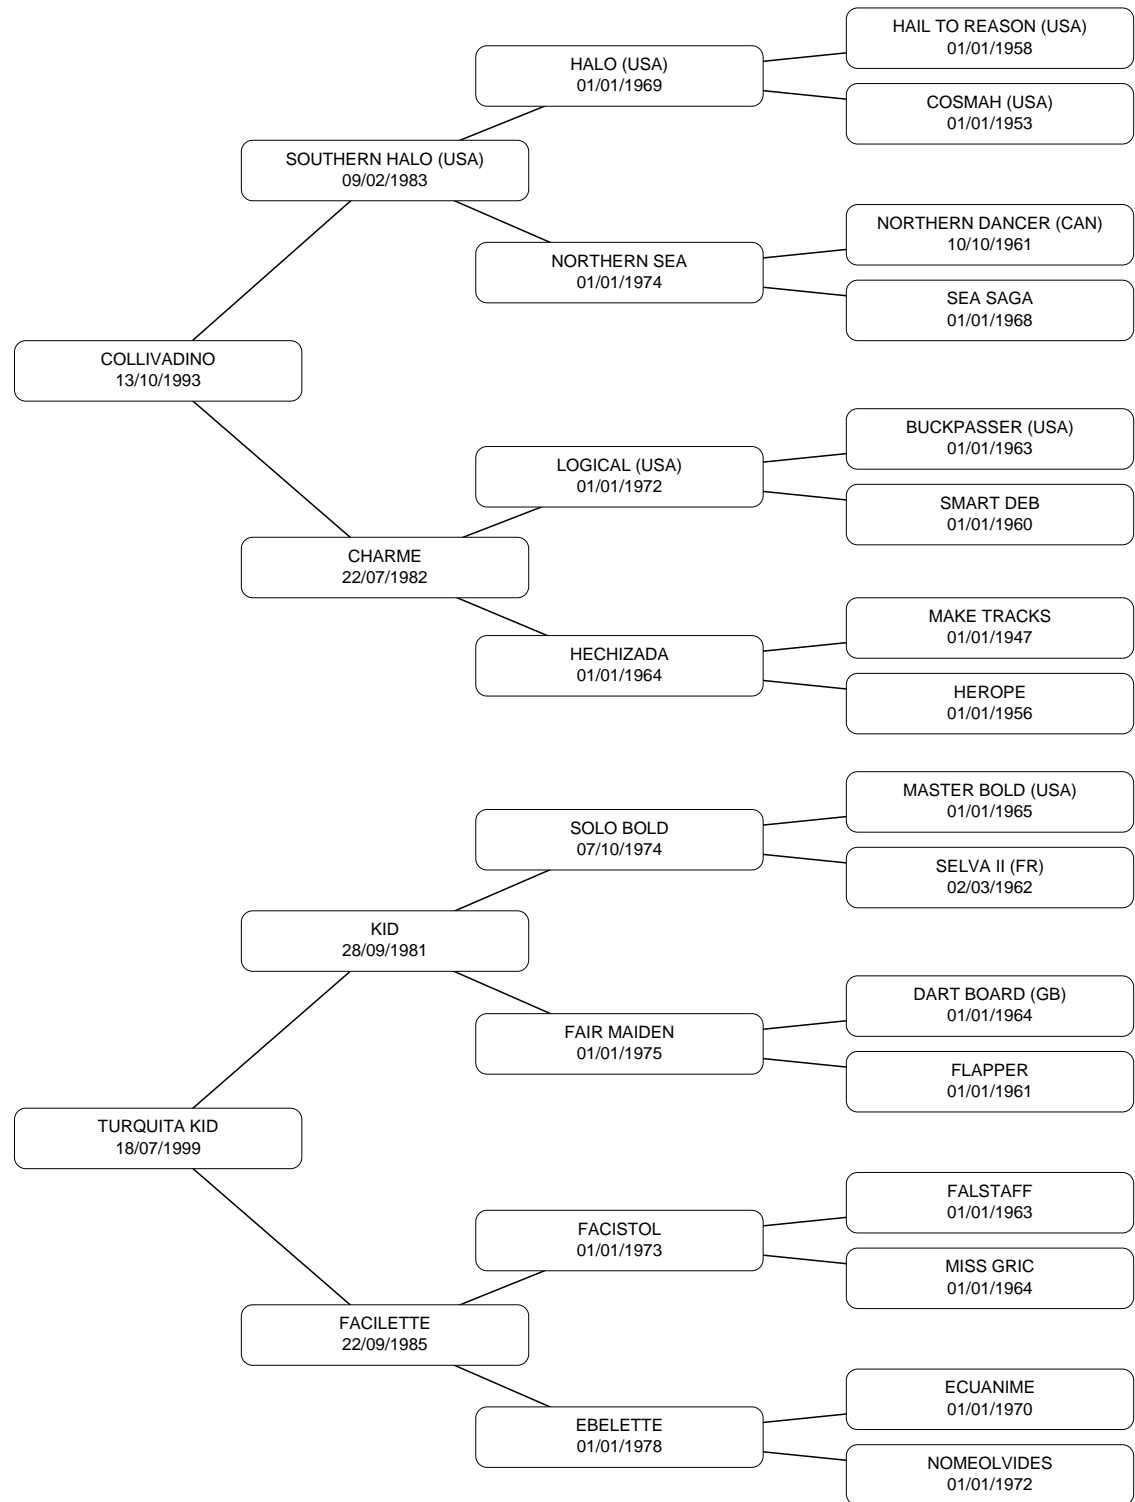 HAIL TO REASON (USA)
01/01/1958
HALO (USA)
01/01/1969
COSMAH (USA)
01/01/1953
SOUTHERN HALO (USA)
09/02/1983
NORTHERN DANCER (CAN)
10/10/1961
NORTHERN SEA
01/01/1974
SEA SAGA
01/01/1968
COLLIVADINO
13/10/1993
BUCKPASSER (USA)
01/01/1963
LOGICAL (USA)
01/01/1972
SMART DEB
01/01/1960
CHARME
22/07/1982
MAKE TRACKS
01/01/1947
HECHIZADA
01/01/1964
HEROPE
01/01/1956
MASTER BOLD (USA)
01/01/1965
SOLO BOLD
07/10/1974
SELVA II (FR)
02/03/1962
KID
28/09/1981
DART BOARD (GB)
01/01/1964
FAIR MAIDEN
01/01/1975
FLAPPER
01/01/1961
TURQUITA KID
18/07/1999
FALSTAFF
01/01/1963
FACISTOL
01/01/1973
MISS GRIC
01/01/1964
FACILETTE
22/09/1985
ECUANIME
01/01/1970
EBELETTE
01/01/1978
NOMEOLVIDES
01/01/1972